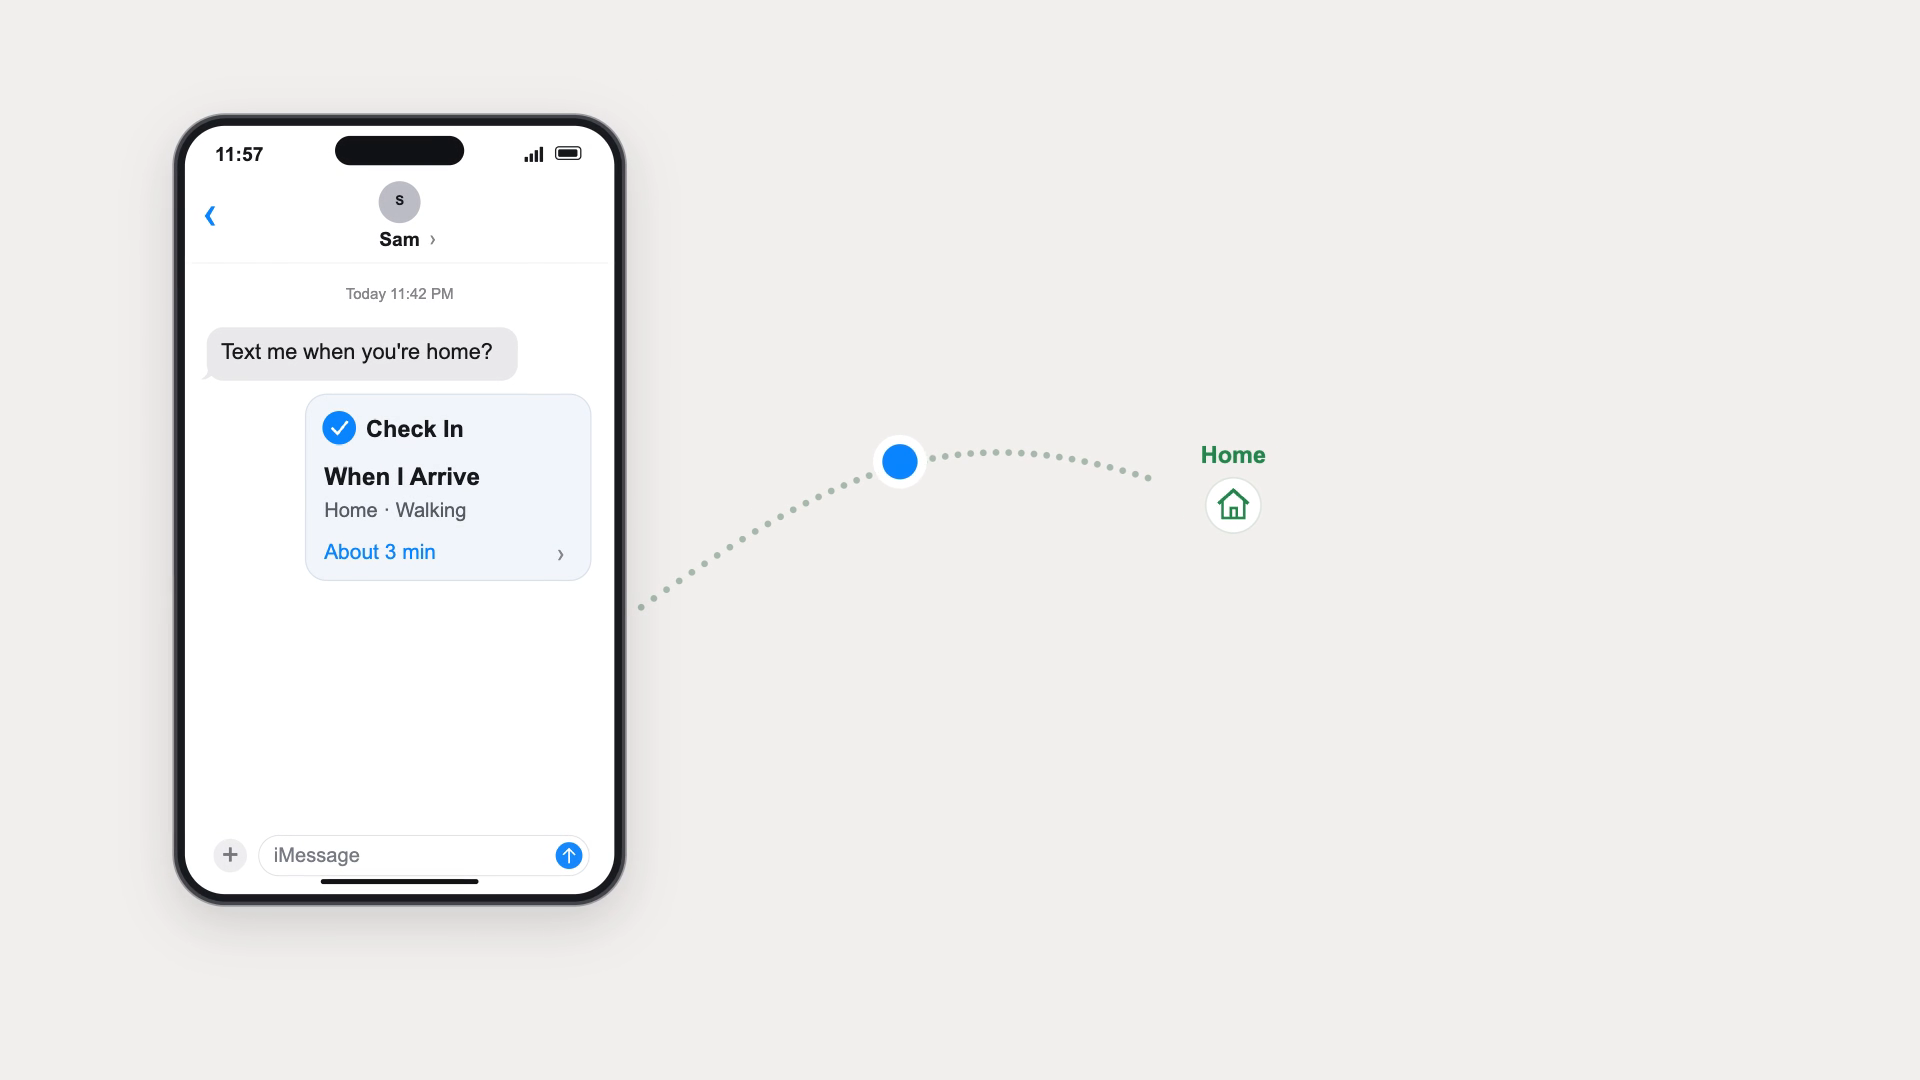 11:57
S
Sam ›
Today 11:42 PM
Text me when you're home?
Check In
When I Arrive
Home · Walking
About 3 min ›
iMessage
Home